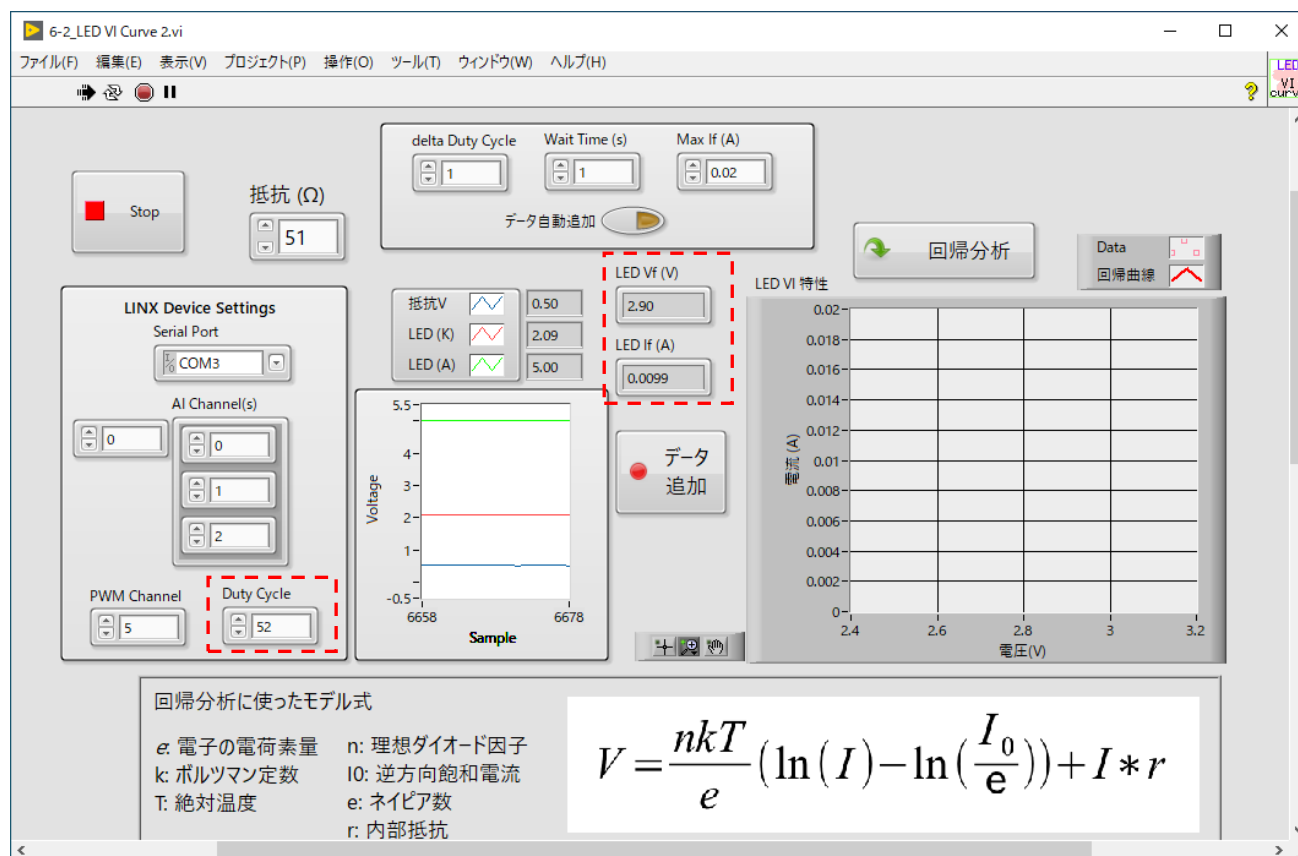 6-2_LED VI Curve 2.vi
ファイル(F) 編集(E) 表示(V) プロジェクト(P) 操作(O) ツール(T) ウィンドウ(W) ヘルプ(H)
LED
VI
curv
delta Duty Cycle
Wait Time (s)
Max If (A)
1
1
0.02
データ自動追加
Stop
抵抗 (Ω)
51
回帰分析
Data
回帰曲線
LINX Device Settings
Serial Port
I/O COM3
AI Channel(s)
0
0
1
2
PWM Channel
5
Duty Cycle
52
抵抗V
0.50
LED (K)
2.09
LED (A)
5.00
LED Vf (V)
2.90
LED If (A)
0.0099
データ
追加
Voltage
5.5
4
3
2
1
-0.5
6658
6678
Sample
LED VI 特性
電流 (A)
0.02
0.018
0.016
0.014
0.012
0.01
0.008
0.006
0.004
0.002
0
2.4
2.6
2.8
3
3.2
電圧(V)
回帰分析に使ったモデル式
e: 電子の電荷素量
k: ボルツマン定数
T: 絶対温度
n: 理想ダイオード因子
I0: 逆方向飽和電流
e: ネイピア数
r: 内部抵抗
V = nkT/e (ln(I) − ln(I₀/e)) + I * r